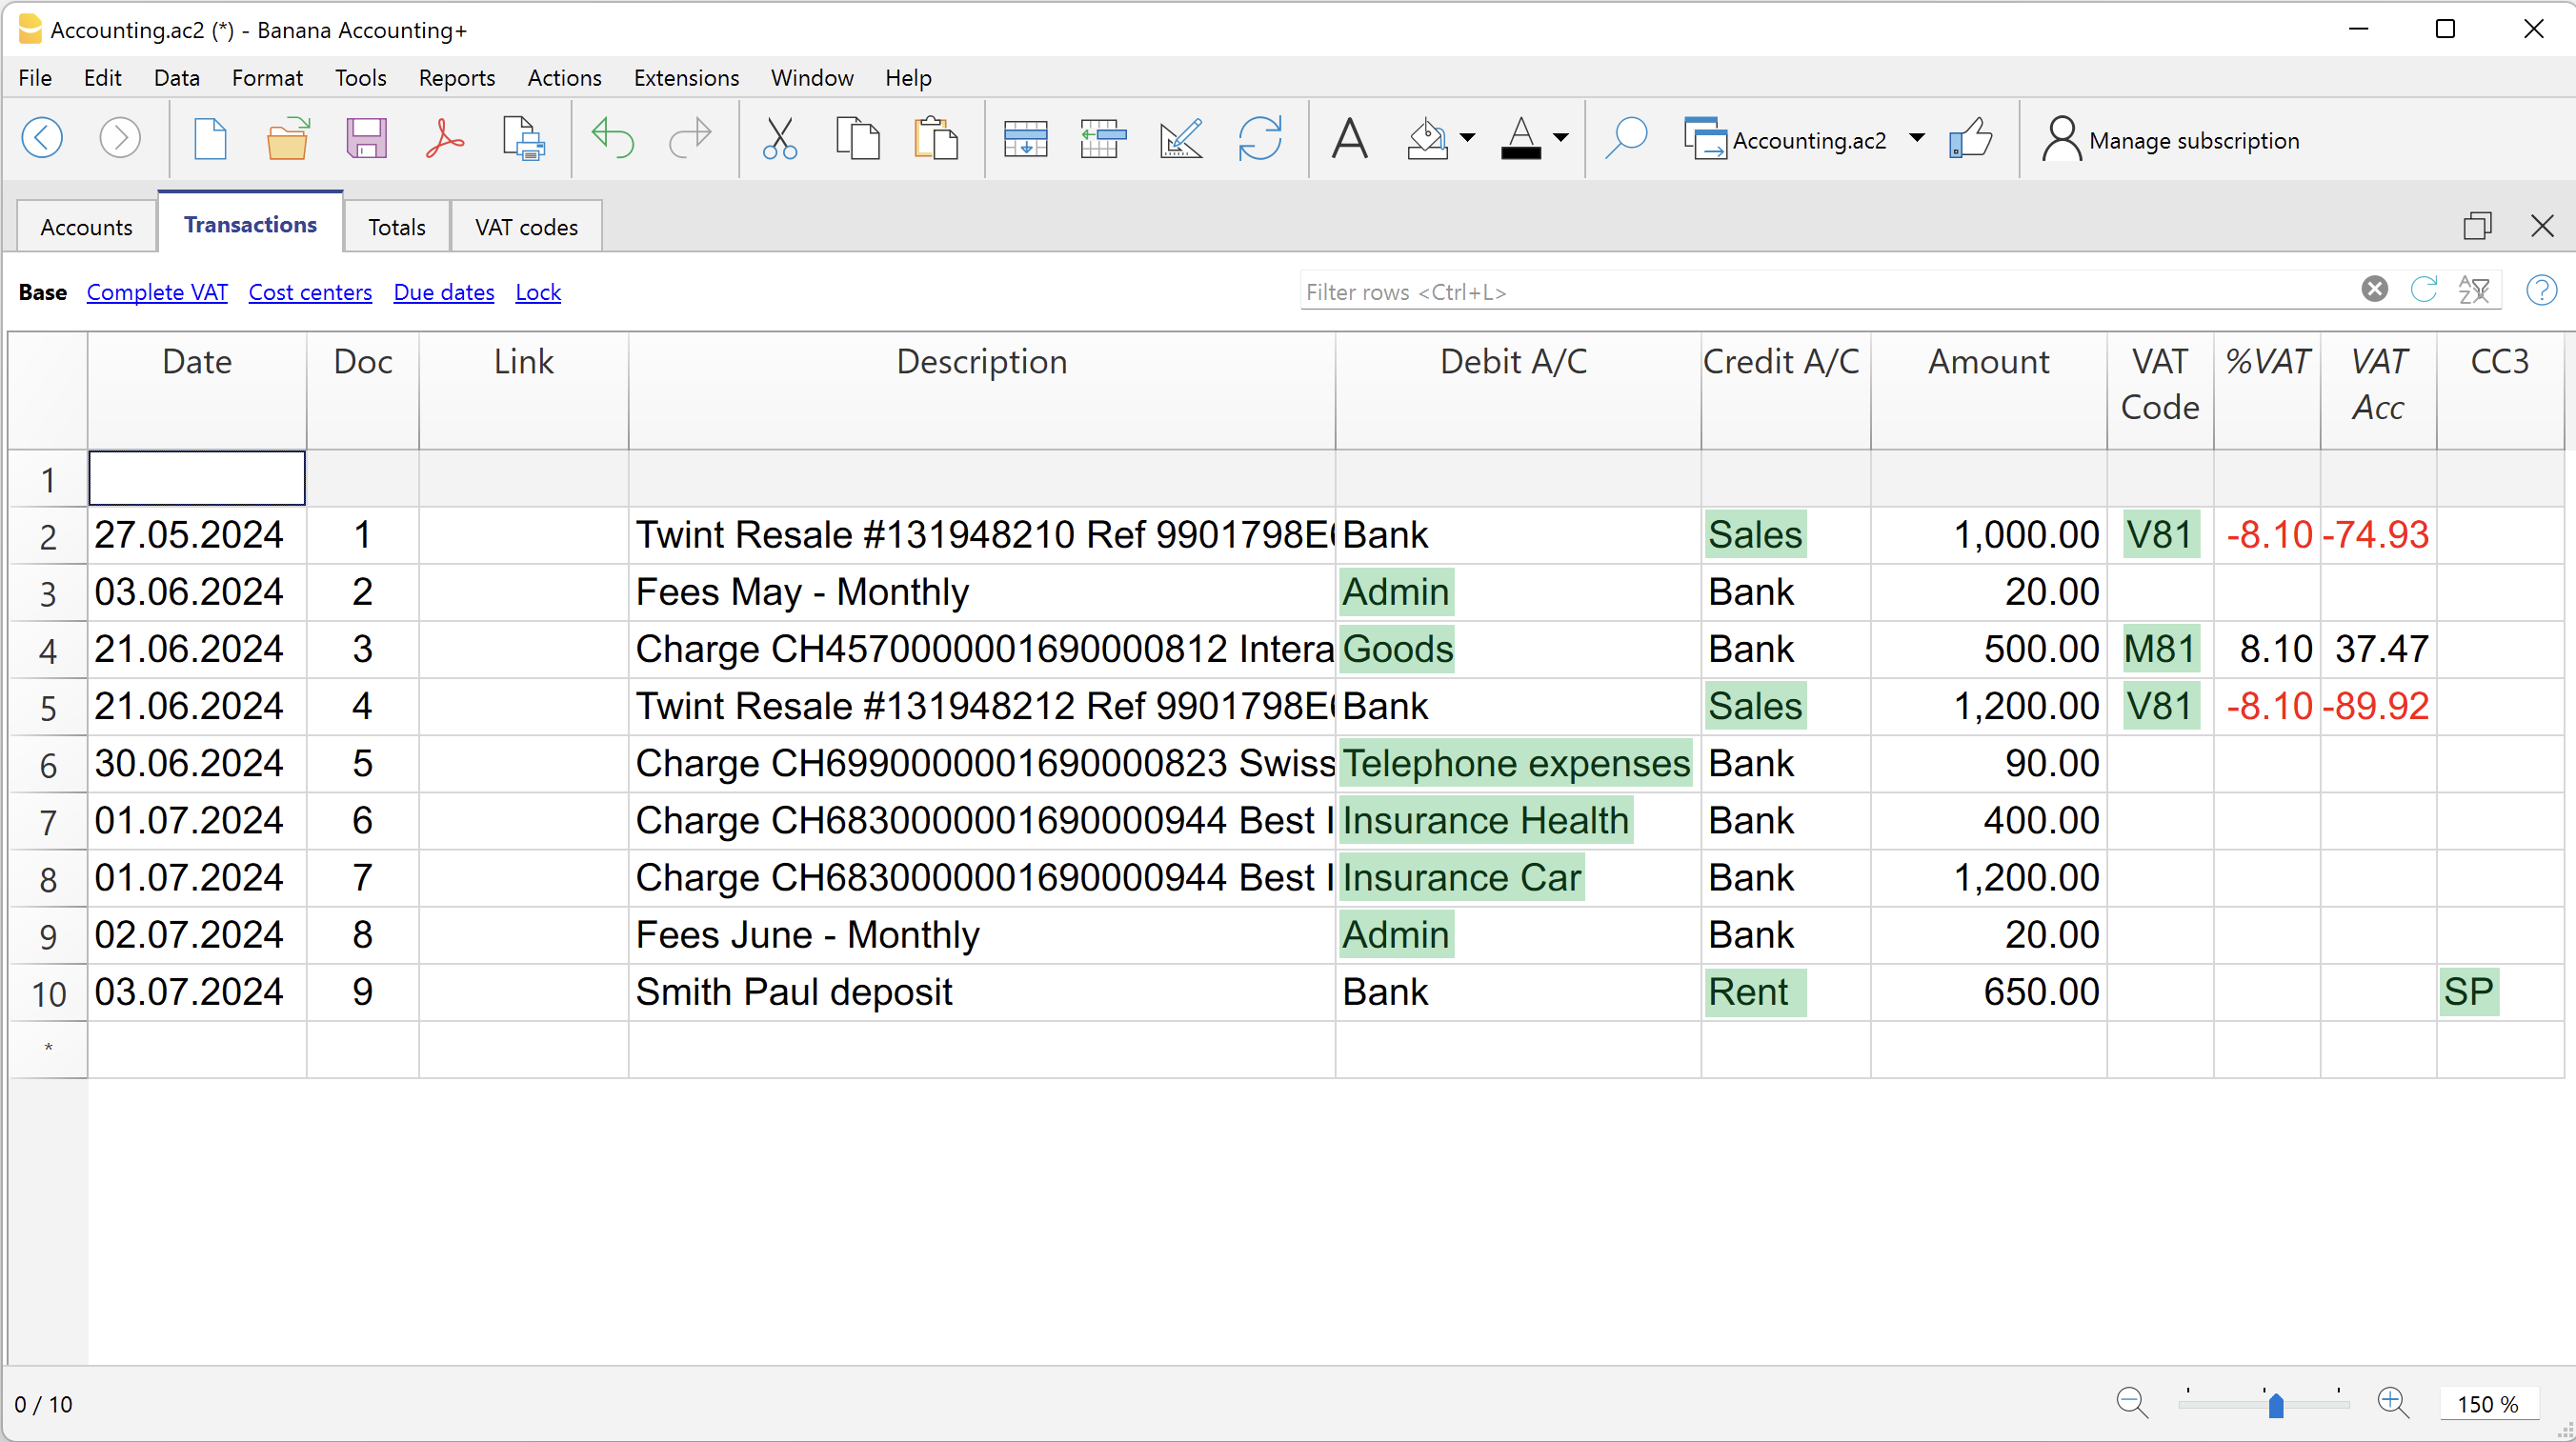 Accounting.ac2 (*) - Banana Accounting+
File Edit Data Format Tools Reports Actions Extensions Window Help
Accounting.ac2 Manage subscription
Accounts Transactions Totals VAT codes
Base Complete VAT Cost centers Due dates Lock Filter rows <Ctrl+L>
Date Doc Link Description Debit A/C Credit A/C Amount VAT Code %VAT VAT Acc CC3
1
2 27.05.2024 1 Twint Resale #131948210 Ref 9901798E Bank Sales 1,000.00 V81 -8.10 -74.93
3 03.06.2024 2 Fees May - Monthly Admin Bank 20.00
4 21.06.2024 3 Charge CH4570000001690000812 Intera Goods Bank 500.00 M81 8.10 37.47
5 21.06.2024 4 Twint Resale #131948212 Ref 9901798E Bank Sales 1,200.00 V81 -8.10 -89.92
6 30.06.2024 5 Charge CH6990000001690000823 Swiss Telephone expenses Bank 90.00
7 01.07.2024 6 Charge CH6830000001690000944 Best I Insurance Health Bank 400.00
8 01.07.2024 7 Charge CH6830000001690000944 Best I Insurance Car Bank 1,200.00
9 02.07.2024 8 Fees June - Monthly Admin Bank 20.00
10 03.07.2024 9 Smith Paul deposit Bank Rent 650.00 SP
*
0 / 10 150 %